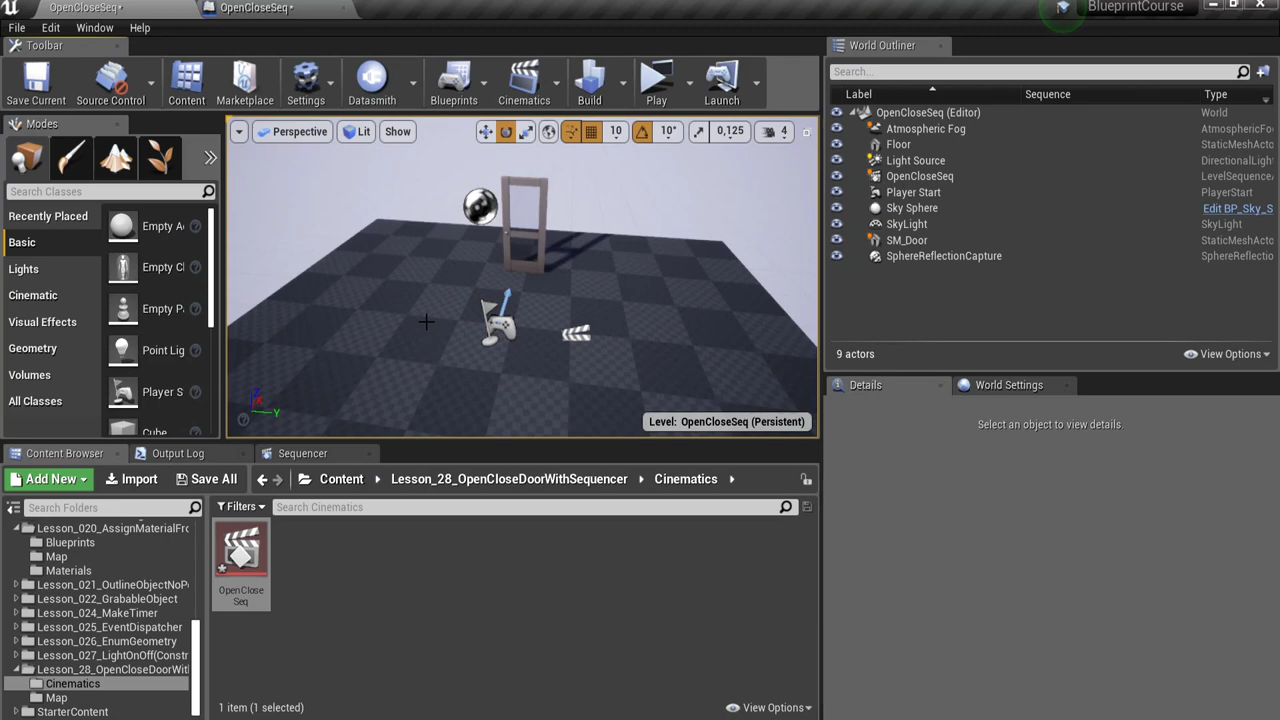 OpenCloseSeq*
OpenCloseSeq*
BlueprintCourse
File Edit Window Help
Toolbar
Save Current
Source Control
Content
Marketplace
Settings
Datasmith
Blueprints
Cinematics
Build
Play
Launch
Modes
Search Classes
Recently Placed
Basic
Lights
Cinematic
Visual Effects
Geometry
Volumes
All Classes
Empty Ac
Empty Cl
Empty P
Point Lig
Player S
Cube
Perspective
Lit
Show
10
10°
0,125
4
X
Y
Z
Level: OpenCloseSeq (Persistent)
World Outliner
Search...
Label Sequence Type
OpenCloseSeq (Editor) World
Atmospheric Fog AtmosphericFo
Floor StaticMeshActo
Light Source DirectionalLigh
OpenCloseSeq LevelSequenceA
Player Start PlayerStart
Sky Sphere Edit BP_Sky_S
SkyLight SkyLight
SM_Door StaticMeshActo
SphereReflectionCapture SphereReflectio
9 actors
View Options
Details
World Settings
Select an object to view details.
Content Browser
Output Log
Sequencer
Add New
Import
Save All
Content
Lesson_28_OpenCloseDoorWithSequencer
Cinematics
Search Folders
Filters
Search Cinematics
Lesson_020_AssignMaterialFro
Blueprints
Map
Materials
Lesson_021_OutlineObjectNoPo
Lesson_022_GrabableObject
Lesson_024_MakeTimer
Lesson_025_EventDispatcher
Lesson_026_EnumGeometry
Lesson_027_LightOnOff(Constr
Lesson_28_OpenCloseDoorWith
Cinematics
Map
StarterContent
OpenClose
Seq
1 item (1 selected)
View Options